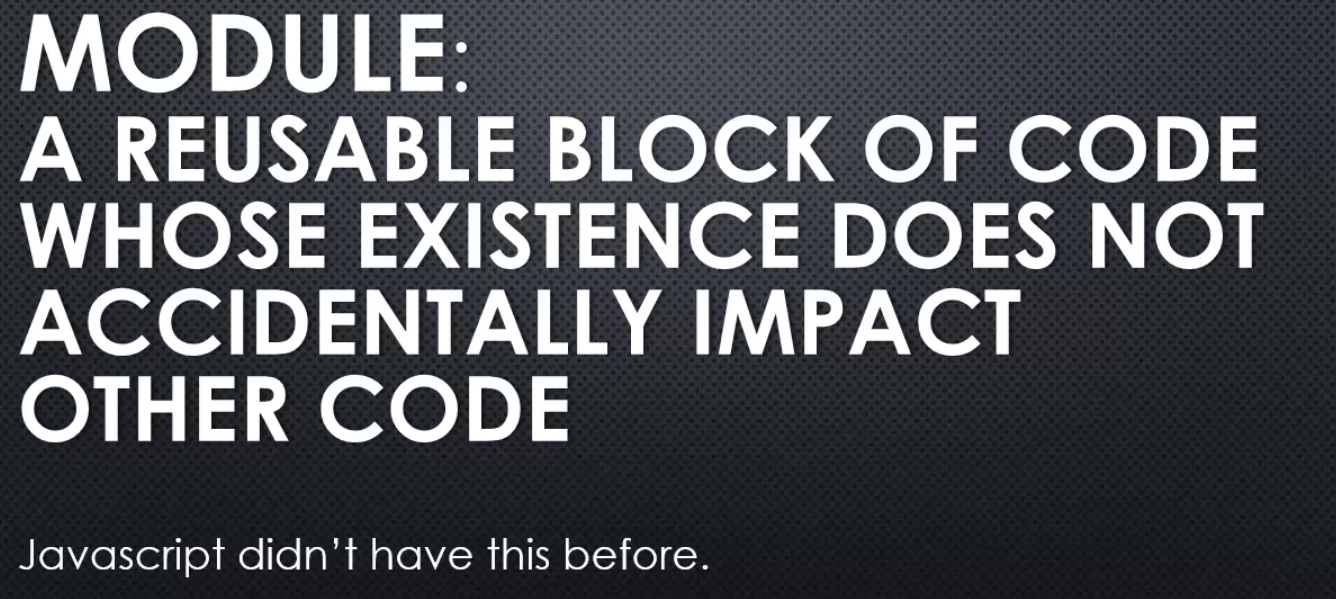 MODULE:
A REUSABLE BLOCK OF CODE
WHOSE EXISTENCE DOES NOT
ACCIDENTALLY IMPACT
OTHER CODE
Javascript didn't have this before.